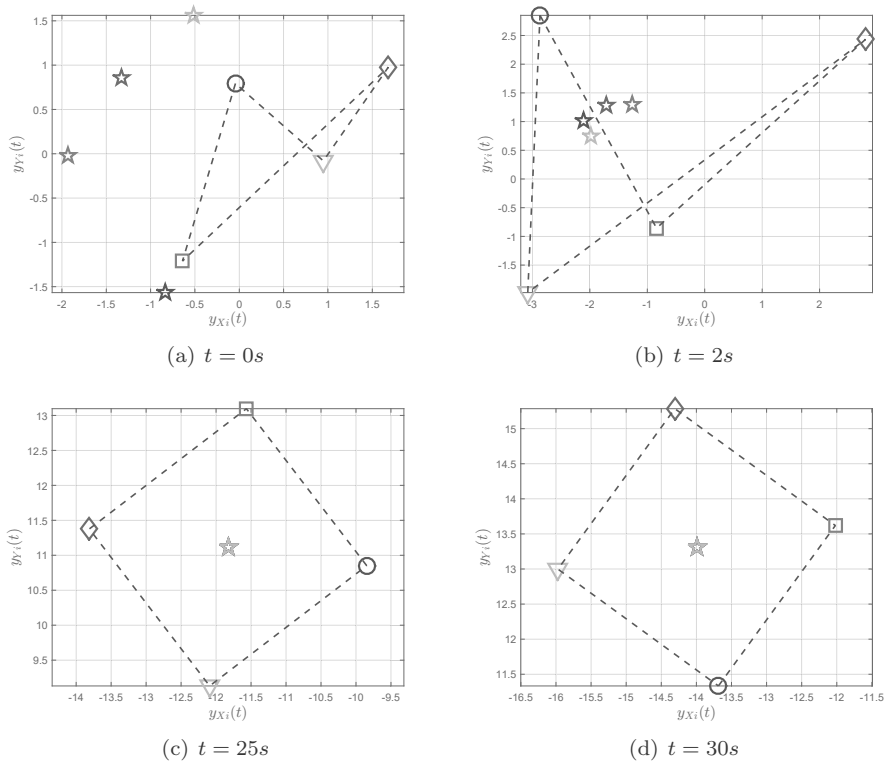 1.5
1
0.5
0
-0.5
-1
-1.5
-2 -1.5 -1 -0.5 0 0.5 1 1.5
y_{Yi}(t)
y_{Xi}(t)
(a) t = 0s
2.5
2
1.5
1
0.5
0
-0.5
-1
-1.5
-3 -2 -1 0 1 2
y_{Yi}(t)
y_{Xi}(t)
(b) t = 2s
13
12.5
12
11.5
11
10.5
10
9.5
-14 -13.5 -13 -12.5 -12 -11.5 -11 -10.5 -10 -9.5
y_{Yi}(t)
y_{Xi}(t)
(c) t = 25s
15
14.5
14
13.5
13
12.5
12
11.5
-16.5 -16 -15.5 -15 -14.5 -14 -13.5 -13 -12.5 -12 -11.5
y_{Yi}(t)
y_{Xi}(t)
(d) t = 30s